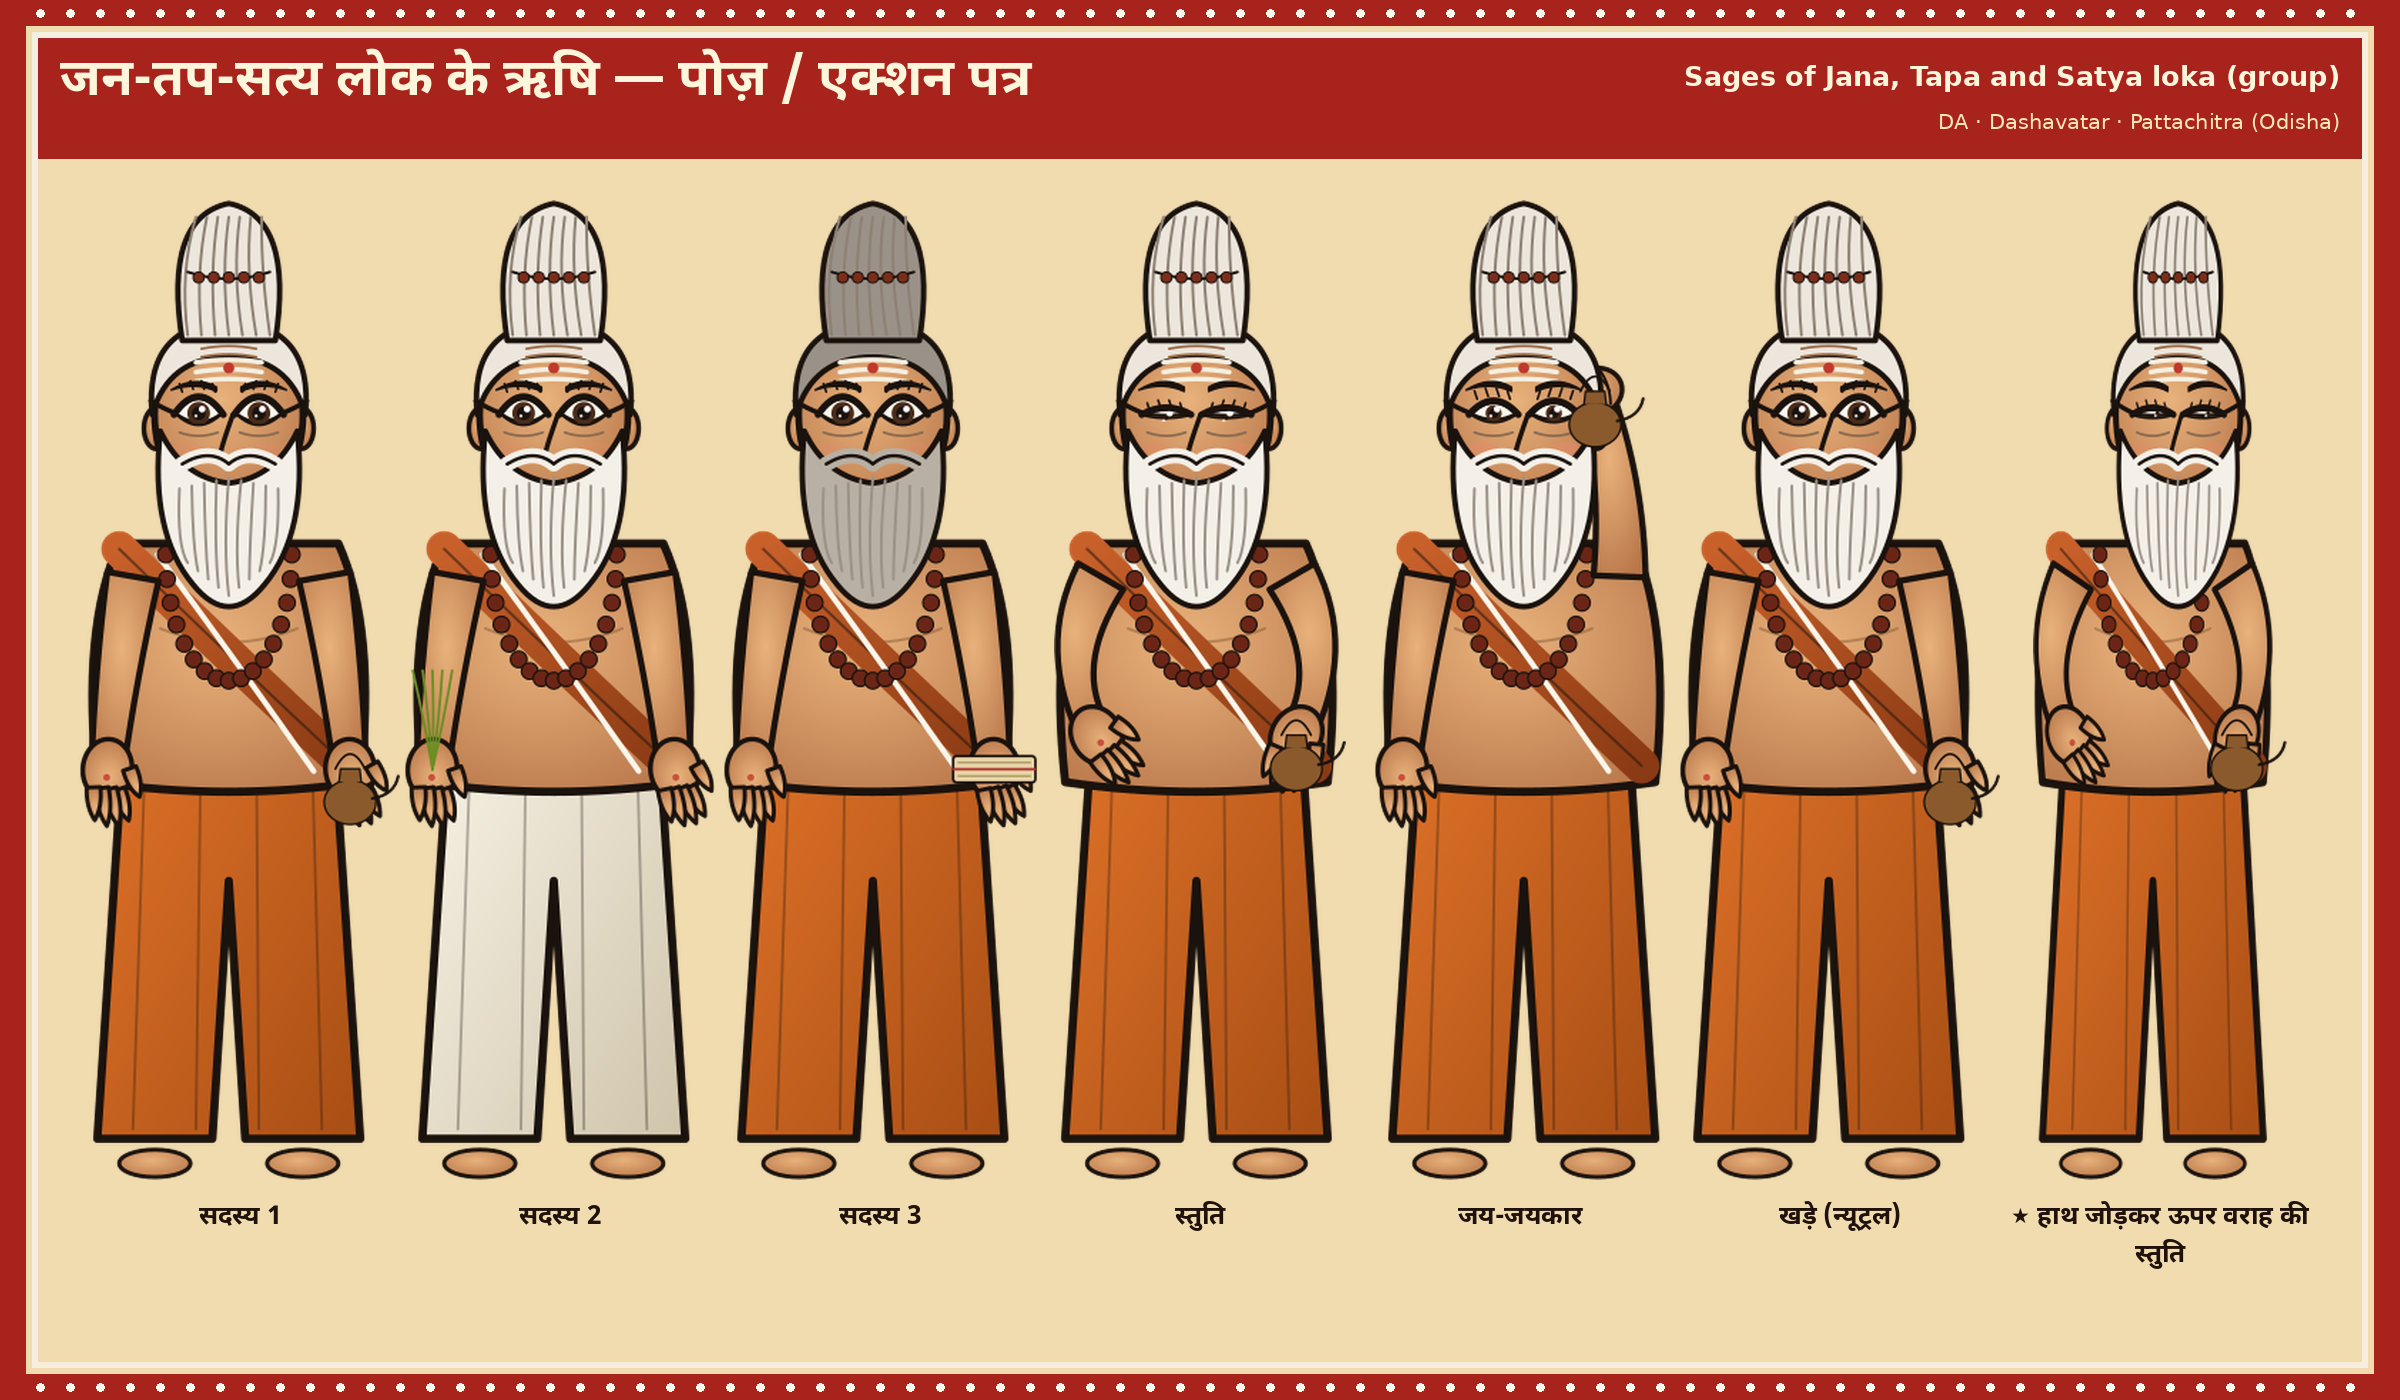 जन-तप-सत्य लोक के ऋषि — पोज़ / एक्शन पत्र
Sages of Jana, Tapa and Satya loka (group)
DA · Dashavatar · Pattachitra (Odisha)
सदस्य 1
सदस्य 2
सदस्य 3
स्तुति
जय-जयकार
खड़े (न्यूट्रल)
★ हाथ जोड़कर ऊपर वराह की
स्तुति